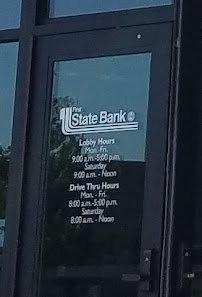 First
State Bank
Lobby Hours
Mon. - Fri.
9:00 a.m. - 5:00 p.m.
Saturday
9:00 a.m. - Noon
Drive Thru Hours
Mon. - Fri.
8:00 a.m. - 5:00 p.m.
Saturday
8:00 a.m. - Noon